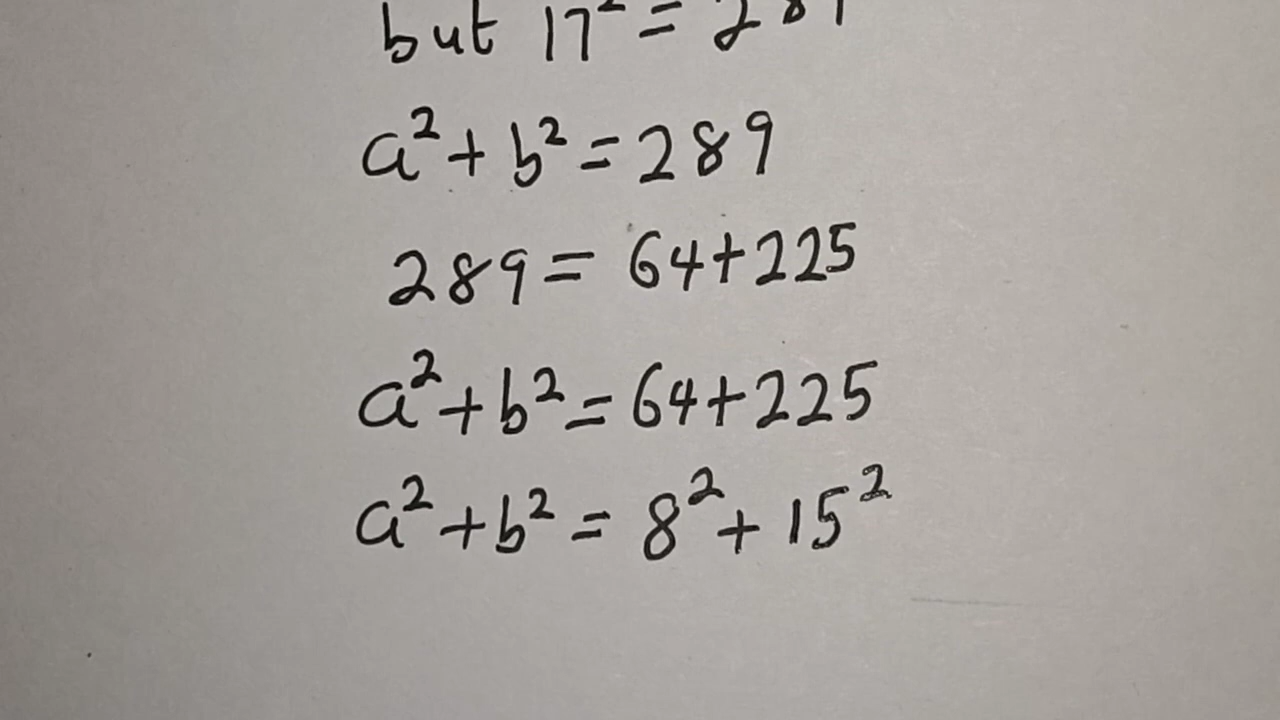 but 17² = 289
a² + b² = 289
289 = 64 + 225
a² + b² = 64 + 225
a² + b² = 8² + 15²